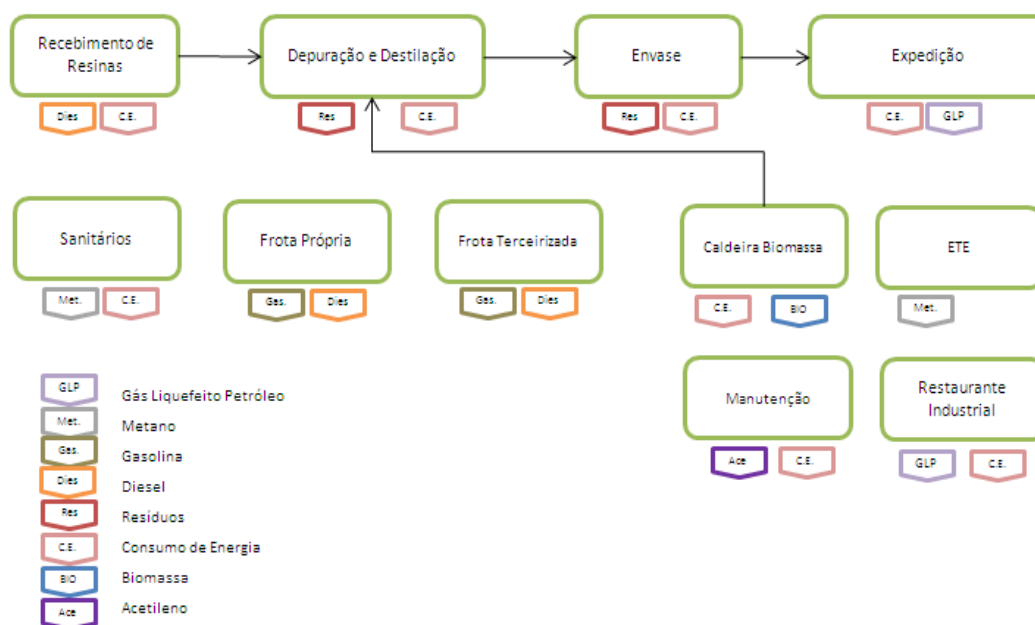 Recebimento de
Resinas
Depuração e Destilação
Envase
Expedição
Dies
C.E.
Res
C.E.
Res
C.E.
C.E.
GLP
Sanitários
Frota Própria
Frota Terceirizada
Caldeira Biomassa
ETE
Met.
C.E.
Gas.
Dies
Gas.
Dies
C.E.
BIO
Met.
Manutenção
Restaurante
Industrial
Ace
C.E.
GLP
C.E.
GLP Gás Liquefeito Petróleo
Met. Metano
Gas. Gasolina
Dies Diesel
Res Resíduos
C.E. Consumo de Energia
BIO Biomassa
Ace Acetileno